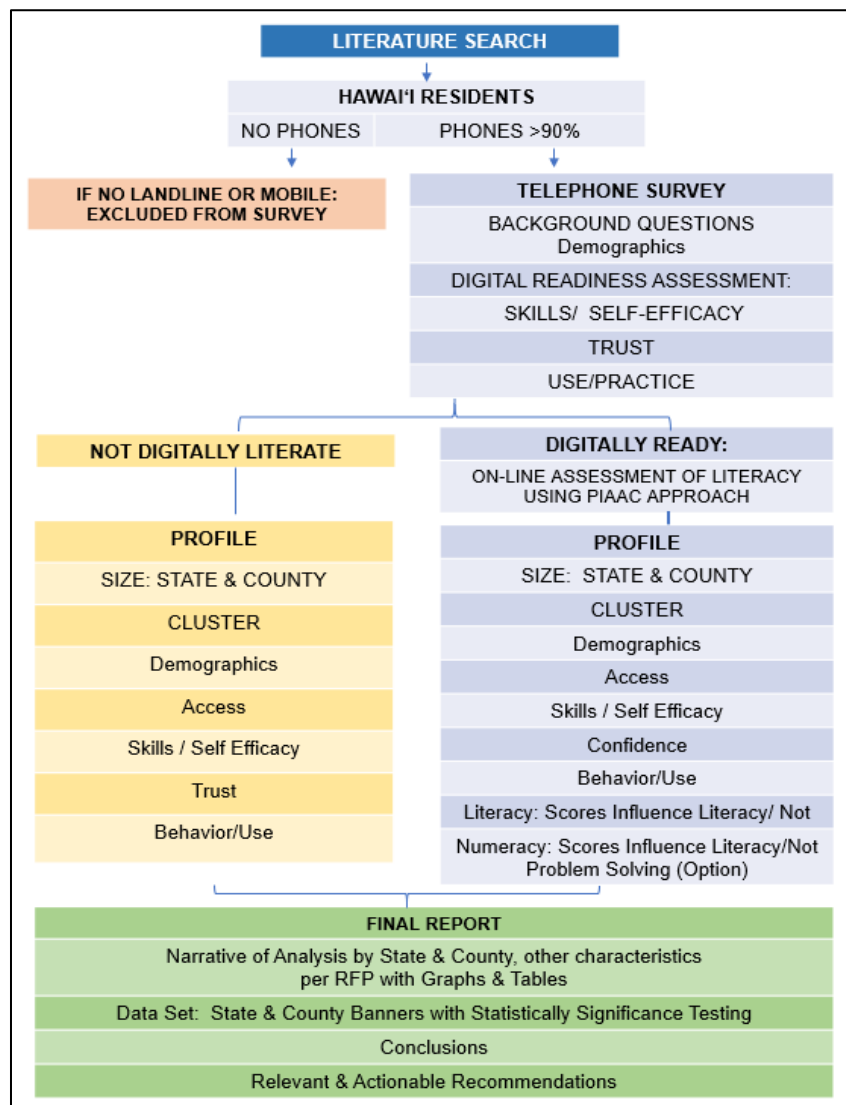 LITERATURE SEARCH
HAWAI‘I RESIDENTS
NO PHONES
PHONES >90%
IF NO LANDLINE OR MOBILE:
EXCLUDED FROM SURVEY
TELEPHONE SURVEY
BACKGROUND QUESTIONS
Demographics
DIGITAL READINESS ASSESSMENT:
SKILLS/ SELF-EFFICACY
TRUST
USE/PRACTICE
NOT DIGITALLY LITERATE
PROFILE
SIZE: STATE & COUNTY
CLUSTER
Demographics
Access
Skills / Self Efficacy
Trust
Behavior/Use
DIGITALLY READY:
ON-LINE ASSESSMENT OF LITERACY
USING PIAAC APPROACH
PROFILE
SIZE: STATE & COUNTY
CLUSTER
Demographics
Access
Skills / Self Efficacy
Confidence
Behavior/Use
Literacy: Scores Influence Literacy/ Not
Numeracy: Scores Influence Literacy/Not
Problem Solving (Option)
FINAL REPORT
Narrative of Analysis by State & County, other characteristics
per RFP with Graphs & Tables
Data Set: State & County Banners with Statistically Significance Testing
Conclusions
Relevant & Actionable Recommendations